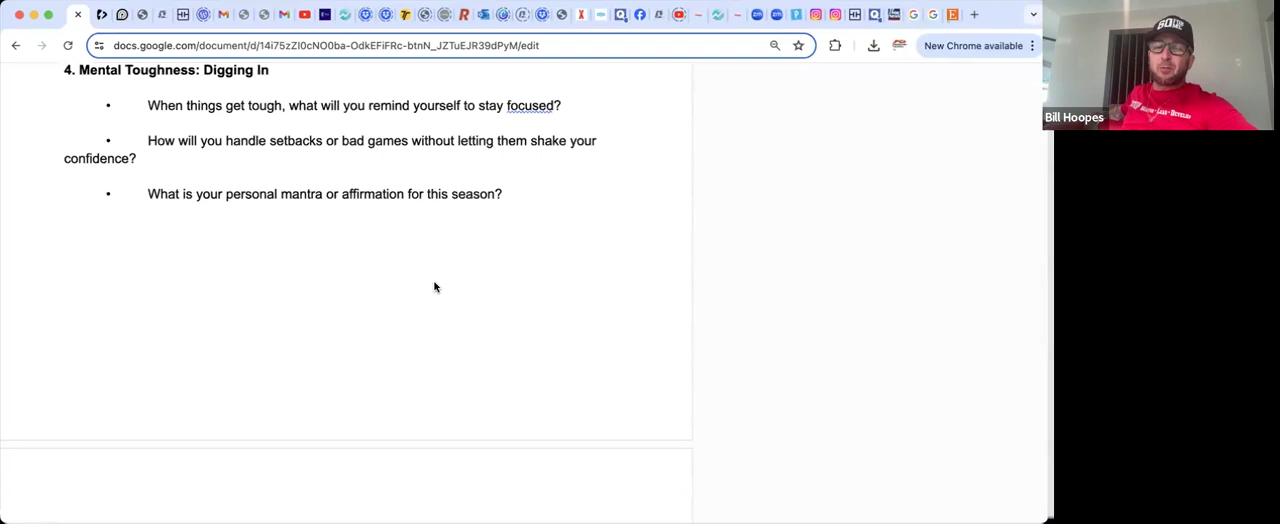 docs.google.com/document/d/14i75zZI0cNO0ba-OdkEFiFRc-btnN_JZTuEJR39dPyM/edit
New Chrome available
4. Mental Toughness: Digging In
• When things get tough, what will you remind yourself to stay focused?
• How will you handle setbacks or bad games without letting them shake your
confidence?
• What is your personal mantra or affirmation for this season?
Bill Hoopes